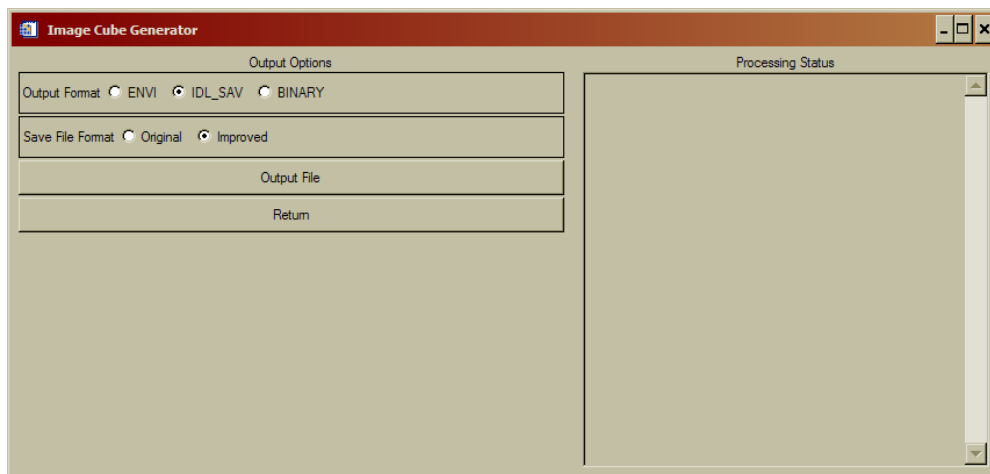 Image Cube Generator
Output Options
Output Format ENVI IDL_SAV BINARY
Save File Format Original Improved
Output File
Return
Processing Status